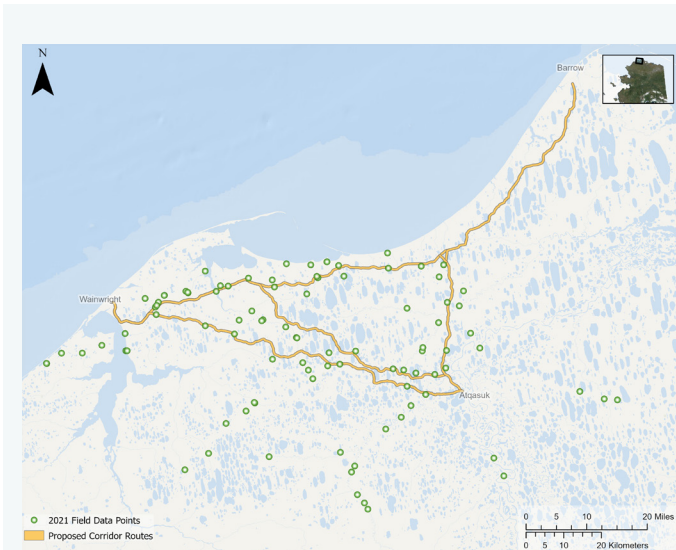 N
Barrow
Wainwright
Atqasuk
2021 Field Data Points
Proposed Corridor Routes
0 5 10 20 Miles
0 5 10 20 Kilometers